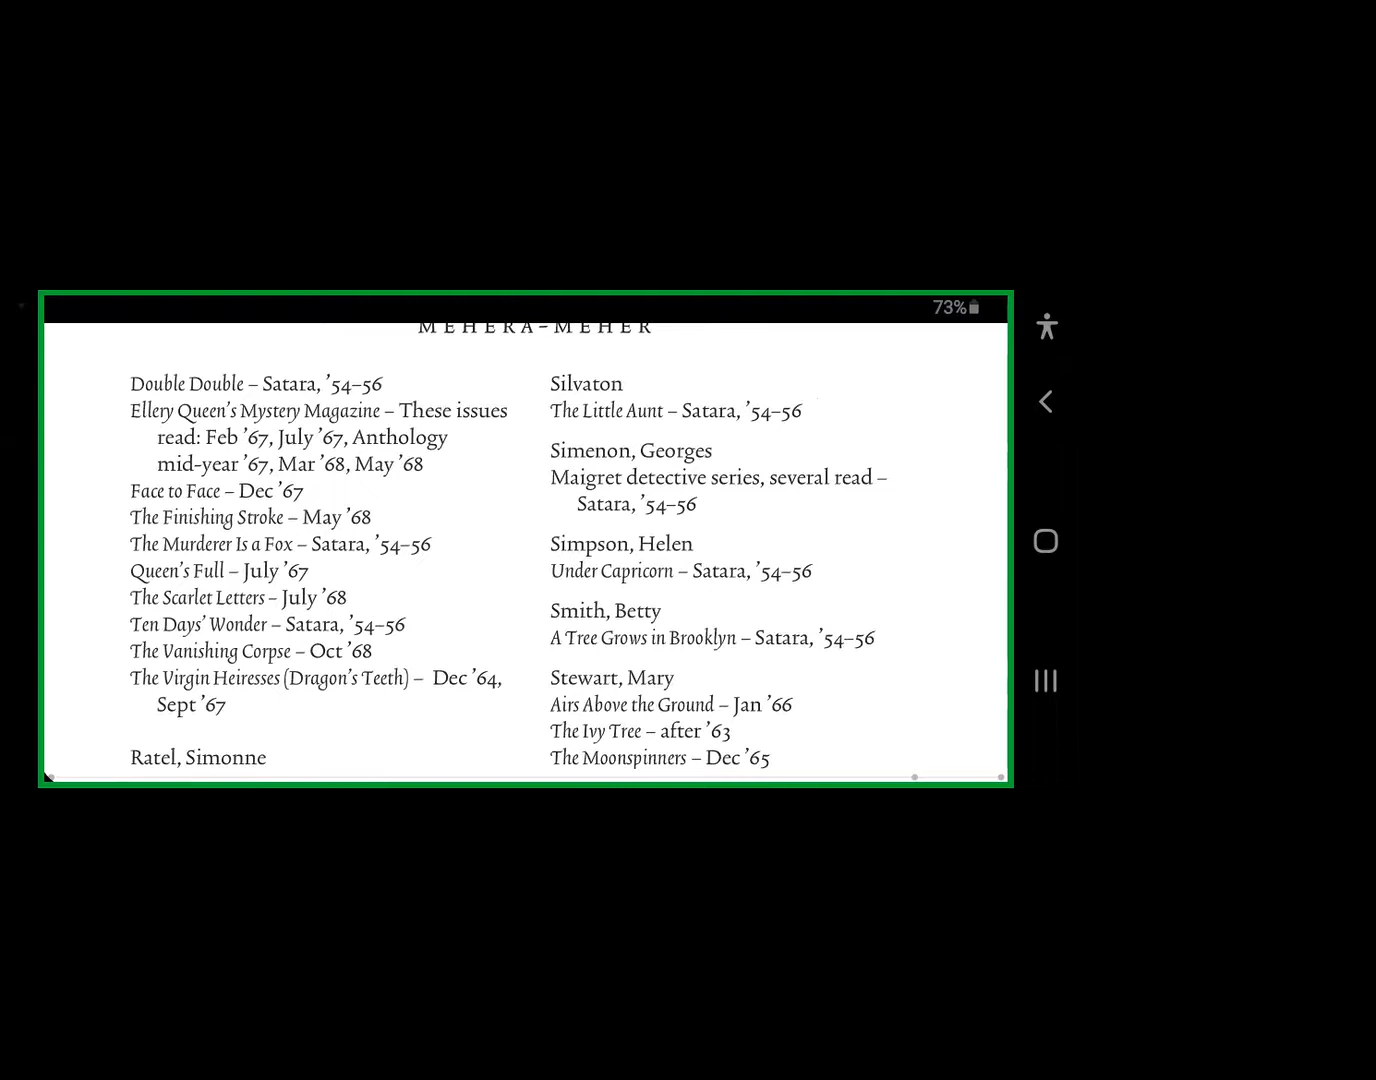 73%
MEHERA–MEHER
Double Double – Satara, ’54–56
Ellery Queen’s Mystery Magazine – These issues
read: Feb ’67, July ’67, Anthology
mid-year ’67, Mar ’68, May ’68
Face to Face – Dec ’67
The Finishing Stroke – May ’68
The Murderer Is a Fox – Satara, ’54–56
Queen’s Full – July ’67
The Scarlet Letters – July ’68
Ten Days’ Wonder – Satara, ’54–56
The Vanishing Corpse – Oct ’68
The Virgin Heiresses (Dragon’s Teeth) – Dec ’64,
Sept ’67
Ratel, Simonne
Silvaton
The Little Aunt – Satara, ’54–56
Simenon, Georges
Maigret detective series, several read –
Satara, ’54–56
Simpson, Helen
Under Capricorn – Satara, ’54–56
Smith, Betty
A Tree Grows in Brooklyn – Satara, ’54–56
Stewart, Mary
Airs Above the Ground – Jan ’66
The Ivy Tree – after ’63
The Moonspinners – Dec ’65